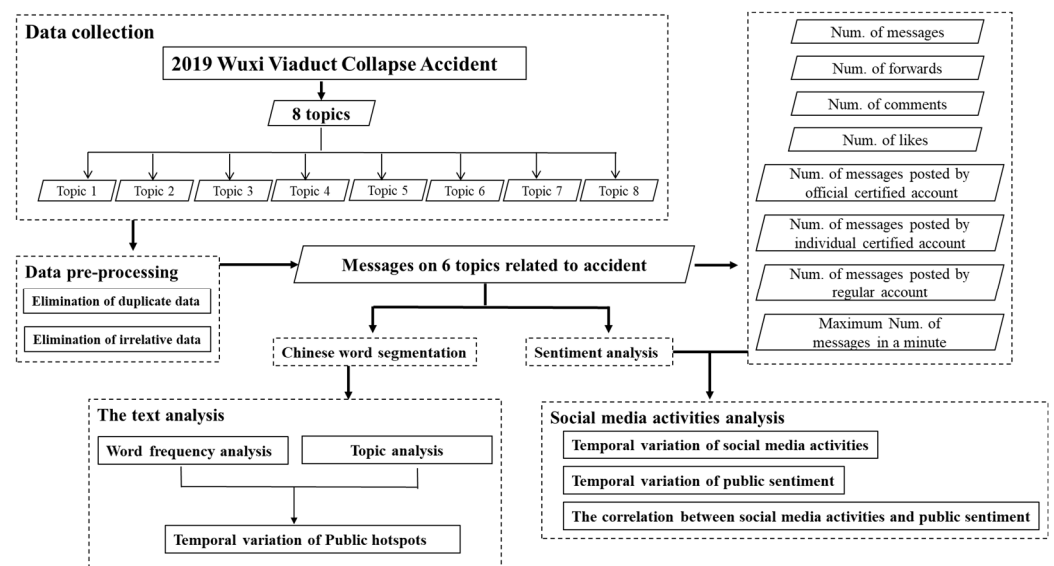 Data collection
2019 Wuxi Viaduct Collapse Accident
8 topics
Topic 1
Topic 2
Topic 3
Topic 4
Topic 5
Topic 6
Topic 7
Topic 8
Data pre-processing
Elimination of duplicate data
Elimination of irrelative data
Messages on 6 topics related to accident
Num. of messages
Num. of forwards
Num. of comments
Num. of likes
Num. of messages posted by
official certified account
Num. of messages posted by
individual certified account
Num. of messages posted by
regular account
Maximum Num. of
messages in a minute
Chinese word segmentation
Sentiment analysis
The text analysis
Word frequency analysis
Topic analysis
Temporal variation of Public hotspots
Social media activities analysis
Temporal variation of social media activities
Temporal variation of public sentiment
The correlation between social media activities and public sentiment